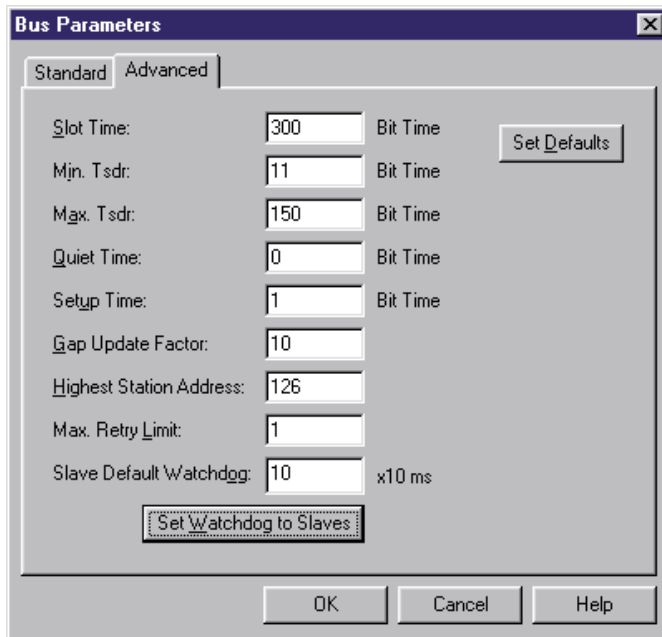 Bus Parameters
Standard Advanced
Slot Time: 300 Bit Time
Set Defaults
Min. Tsdr: 11 Bit Time
Max. Tsdr: 150 Bit Time
Quiet Time: 0 Bit Time
Setup Time: 1 Bit Time
Gap Update Factor: 10
Highest Station Address: 126
Max. Retry Limit: 1
Slave Default Watchdog: 10 x10 ms
Set Watchdog to Slaves
OK Cancel Help